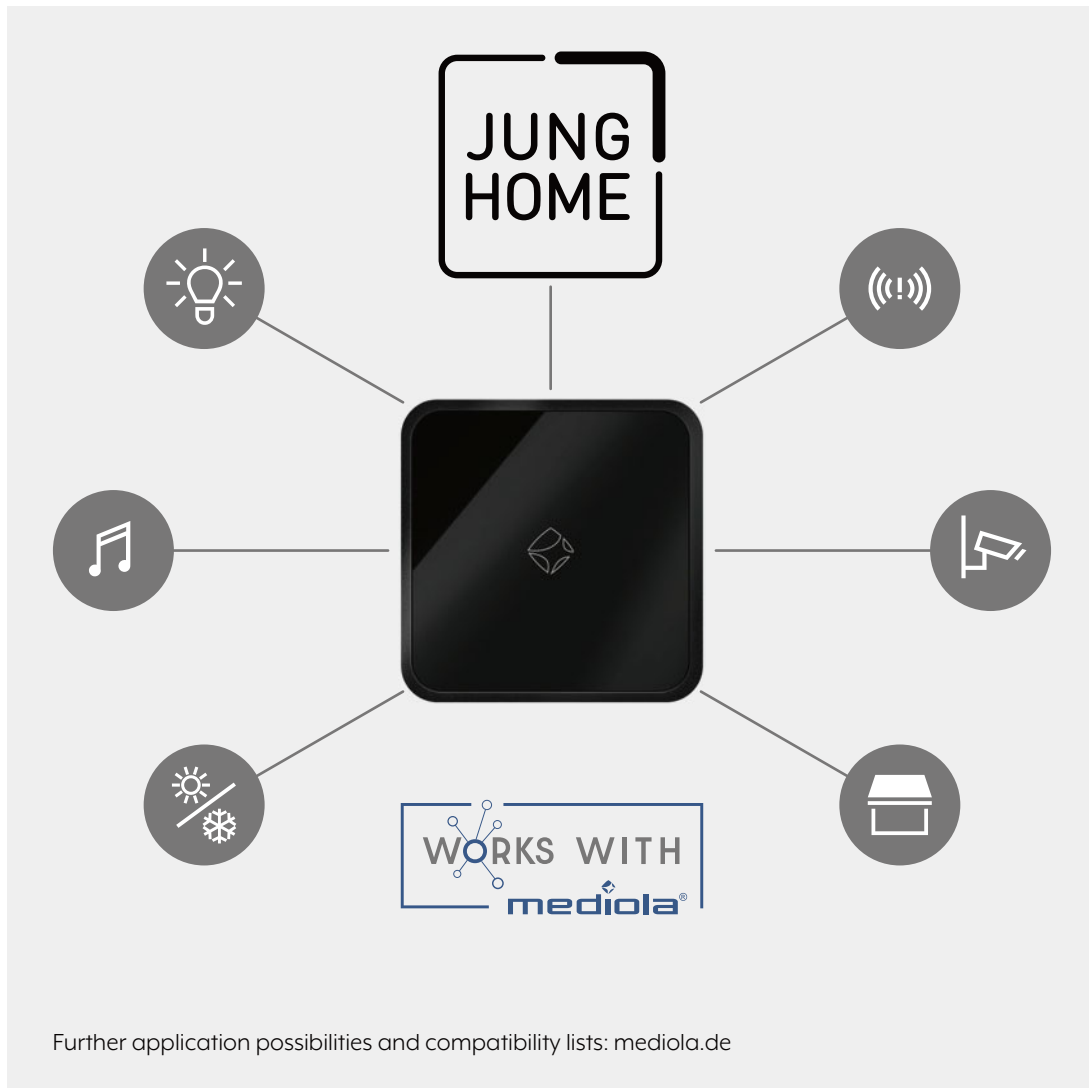 JUNG
HOME
WORKS WITH
mediola®
Further application possibilities and compatibility lists: mediola.de